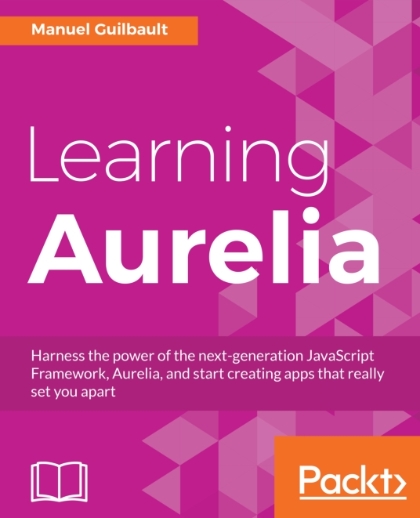 Manuel Guilbault
Learning
Aurelia
Harness the power of the next-generation JavaScript
Framework, Aurelia, and start creating apps that really
set you apart
Packt>